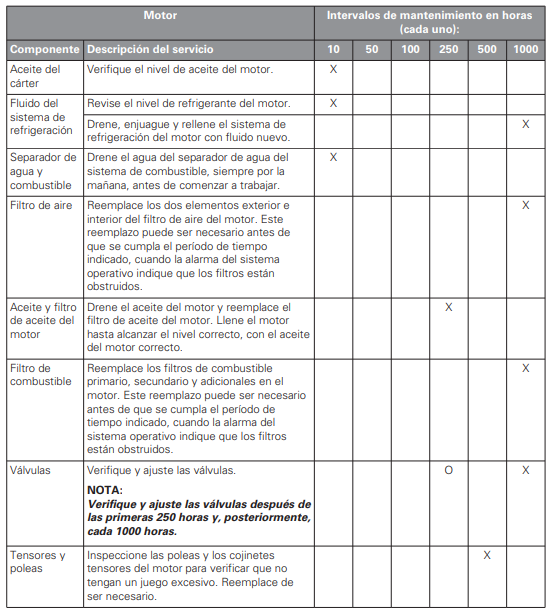 Motor
Intervalos de mantenimiento en horas
(cada uno):
Componente Descripción del servicio 10 50 100 250 500 1000
Aceite del
cárter
Verifique el nivel de aceite del motor. X
Fluido del
sistema de
refrigeración
Revise el nivel de refrigerante del motor. X
Drene, enjuague y rellene el sistema de X
refrigeración del motor con fluido nuevo.
Separador de
agua y
combustible
Drene el agua del separador de agua del X
sistema de combustible, siempre por la
mañana, antes de comenzar a trabajar.
Filtro de aire
Reemplace los dos elementos exterior e X
interior del filtro de aire del motor. Este
reemplazo puede ser necesario antes de
que se cumpla el período de tiempo
indicado, cuando la alarma del sistema
operativo indique que los filtros están
obstruidos.
Aceite y filtro
de aceite del
motor
Drene el aceite del motor y reemplace el X
filtro de aceite del motor. Llene el motor
hasta alcanzar el nivel correcto, con el aceite
del motor correcto.
Filtro de
combustible
Reemplace los filtros de combustible X
primario, secundario y adicionales en el
motor. Este reemplazo puede ser necesario
antes de que se cumpla el período de
tiempo indicado, cuando la alarma del
sistema operativo indique que los filtros
están obstruidos.
Válvulas
Verifique y ajuste las válvulas. O X
NOTA:
Verifique y ajuste las válvulas después de
las primeras 250 horas y, posteriormente,
cada 1000 horas.
Tensores y
poleas
Inspeccione las poleas y los cojinetes X
tensores del motor para verificar que no
tengan un juego excesivo. Reemplace de
ser necesario.